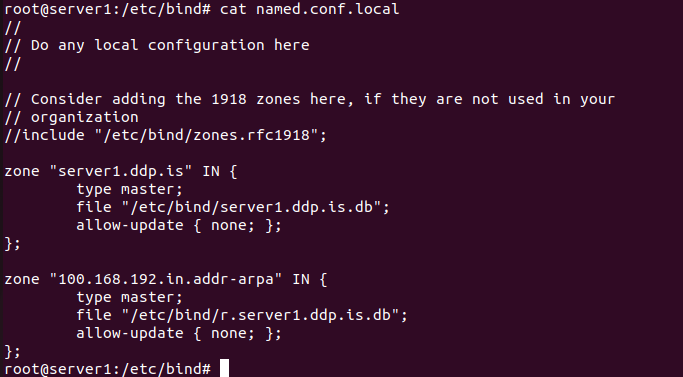 root@server1:/etc/bind# cat named.conf.local
//
// Do any local configuration here
//
// Consider adding the 1918 zones here, if they are not used in your
// organization
//include "/etc/bind/zones.rfc1918";
zone "server1.ddp.is" IN {
type master;
file "/etc/bind/server1.ddp.is.db";
allow-update { none; };
};
zone "100.168.192.in.addr-arpa" IN {
type master;
file "/etc/bind/r.server1.ddp.is.db";
allow-update { none; };
};
root@server1:/etc/bind#